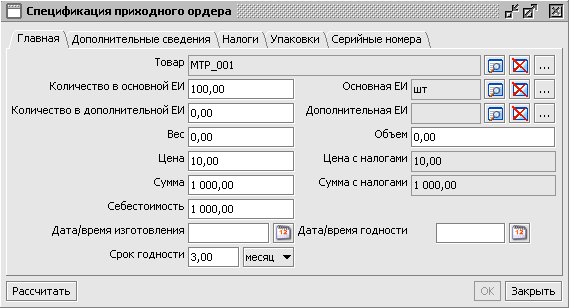 Спецификация приходного ордера
Главная Дополнительные сведения Налоги Упаковки Серийные номера
Товар МТР_001 ...
Количество в основной ЕИ 100,00 Основная ЕИ шт ...
Количество в дополнительной ЕИ 0,00 Дополнительная ЕИ ...
Вес 0,00 Объем 0,00
Цена 10,00 Цена с налогами 10,00
Сумма 1 000,00 Сумма с налогами 1 000,00
Себестоимость 1 000,00
Дата/время изготовления 12 Дата/время годности 12
Срок годности 3,00 месяц
Рассчитать ОК Закрыть